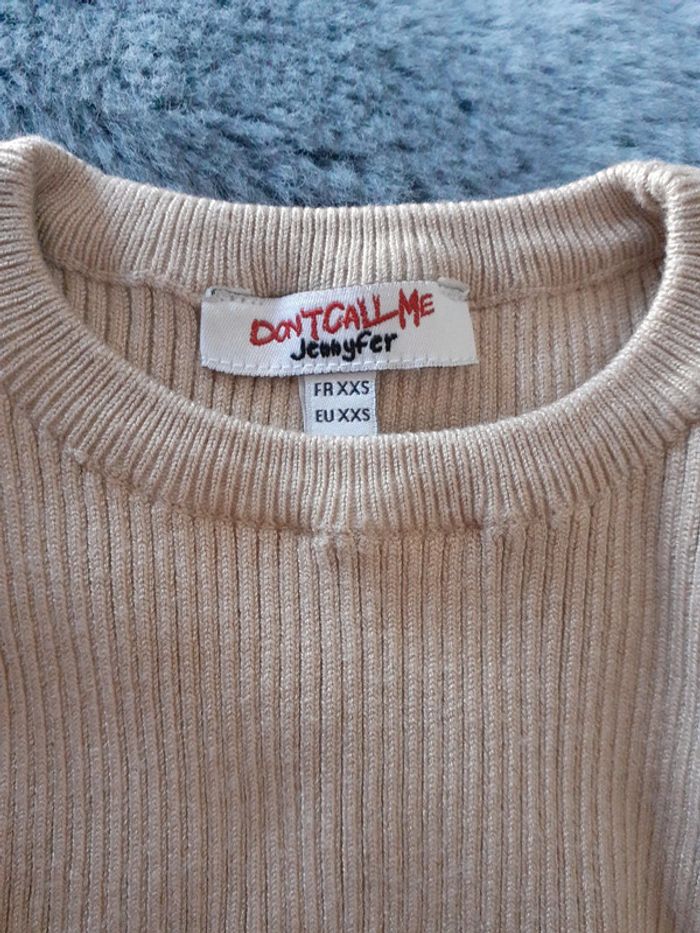 DON'T CALL ME
Jennyfer
FR XXS
EU XXS